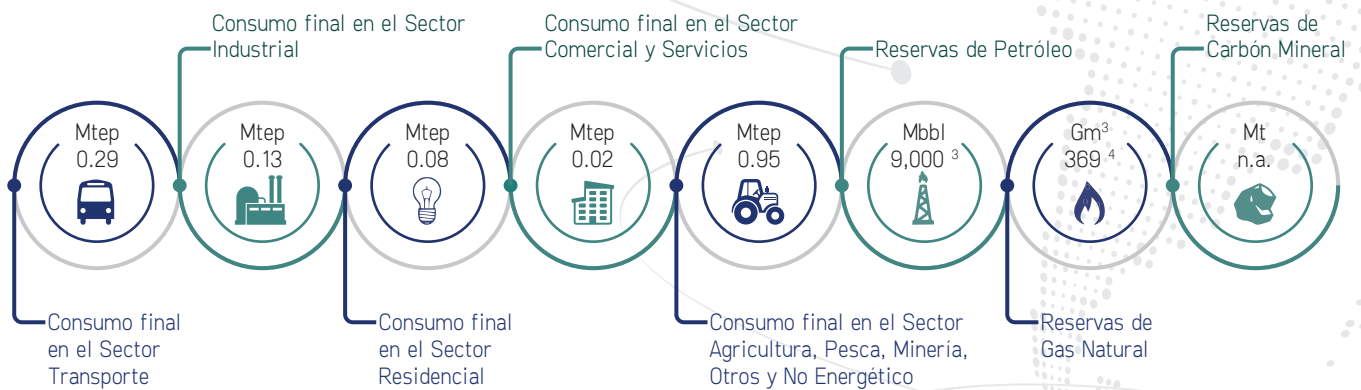 Consumo final en el Sector
Industrial
Consumo final en el Sector
Comercial y Servicios
Reservas de Petróleo
Reservas de
Carbón Mineral
Mtep
0.29
Mtep
0.13
Mtep
0.08
Mtep
0.02
Mtep
0.95
Mbbl
9,000 ³
Gm³
369 ⁴
Mt
n.a.
Consumo final
en el Sector
Transporte
Consumo final
en el Sector
Residencial
Consumo final en el Sector
Agricultura, Pesca, Minería,
Otros y No Energético
Reservas de
Gas Natural